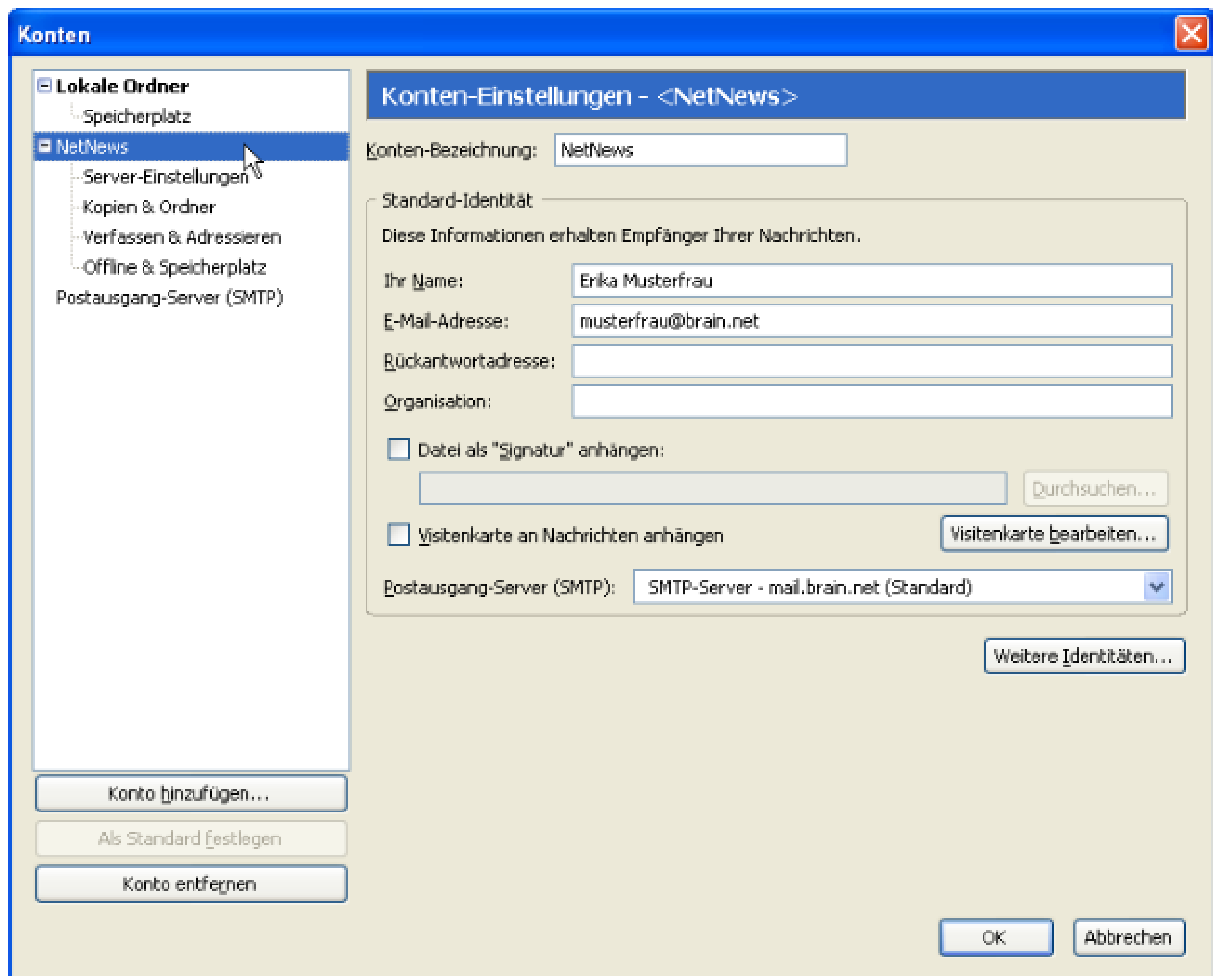 Konten
Lokale Ordner
Speicherplatz
NetNews
Server-Einstellungen
Kopien & Ordner
Verfassen & Adressieren
Offline & Speicherplatz
Postausgang-Server (SMTP)
Konto hinzufügen...
Als Standard festlegen
Konto entfernen
Konten-Einstellungen - <NetNews>
Konten-Bezeichnung: NetNews
Standard-Identität
Diese Informationen erhalten Empfänger Ihrer Nachrichten.
Ihr Name: Erika Musterfrau
E-Mail-Adresse: musterfrau@brain.net
Rückantwortadresse:
Organisation:
Datei als "Signatur" anhängen:
Durchsuchen...
Visitenkarte an Nachrichten anhängen Visitenkarte bearbeiten...
Postausgang-Server (SMTP): SMTP-Server - mail.brain.net (Standard)
Weitere Identitäten...
OK Abbrechen